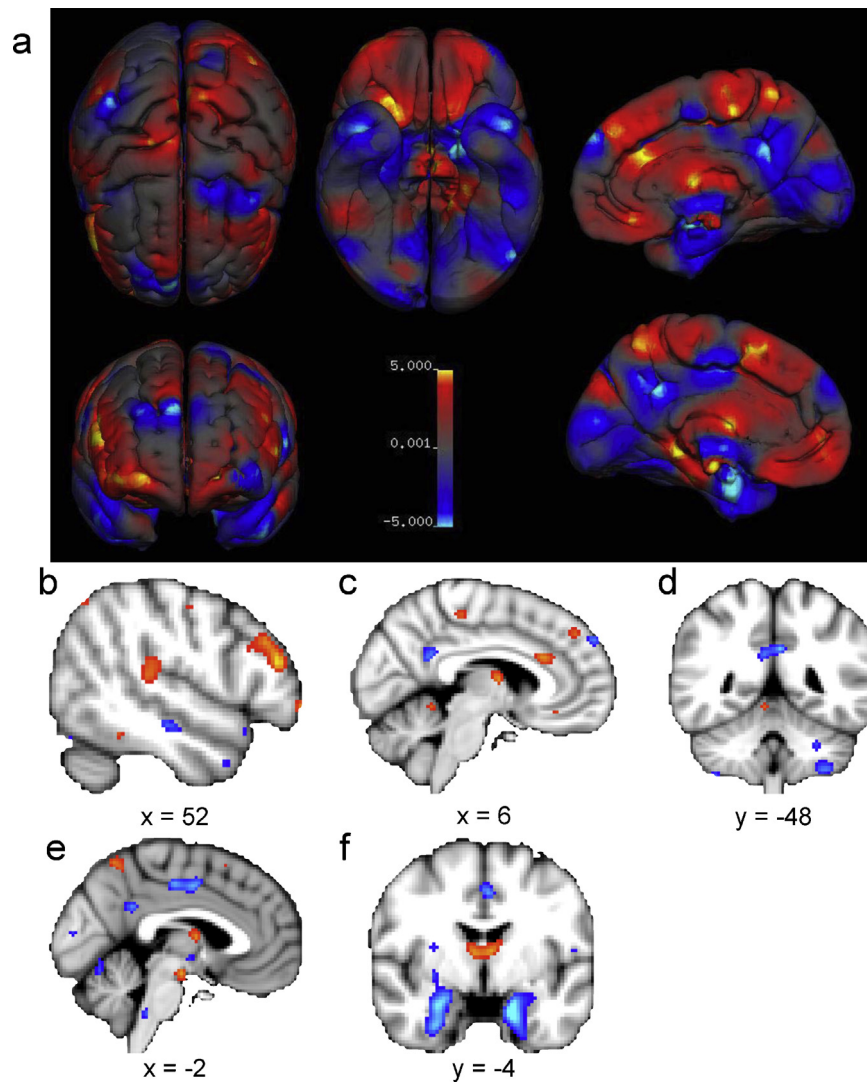 a
5.000
0.001
-5.000
b
c
d
x = 52
x = 6
y = -48
e
f
x = -2
y = -4